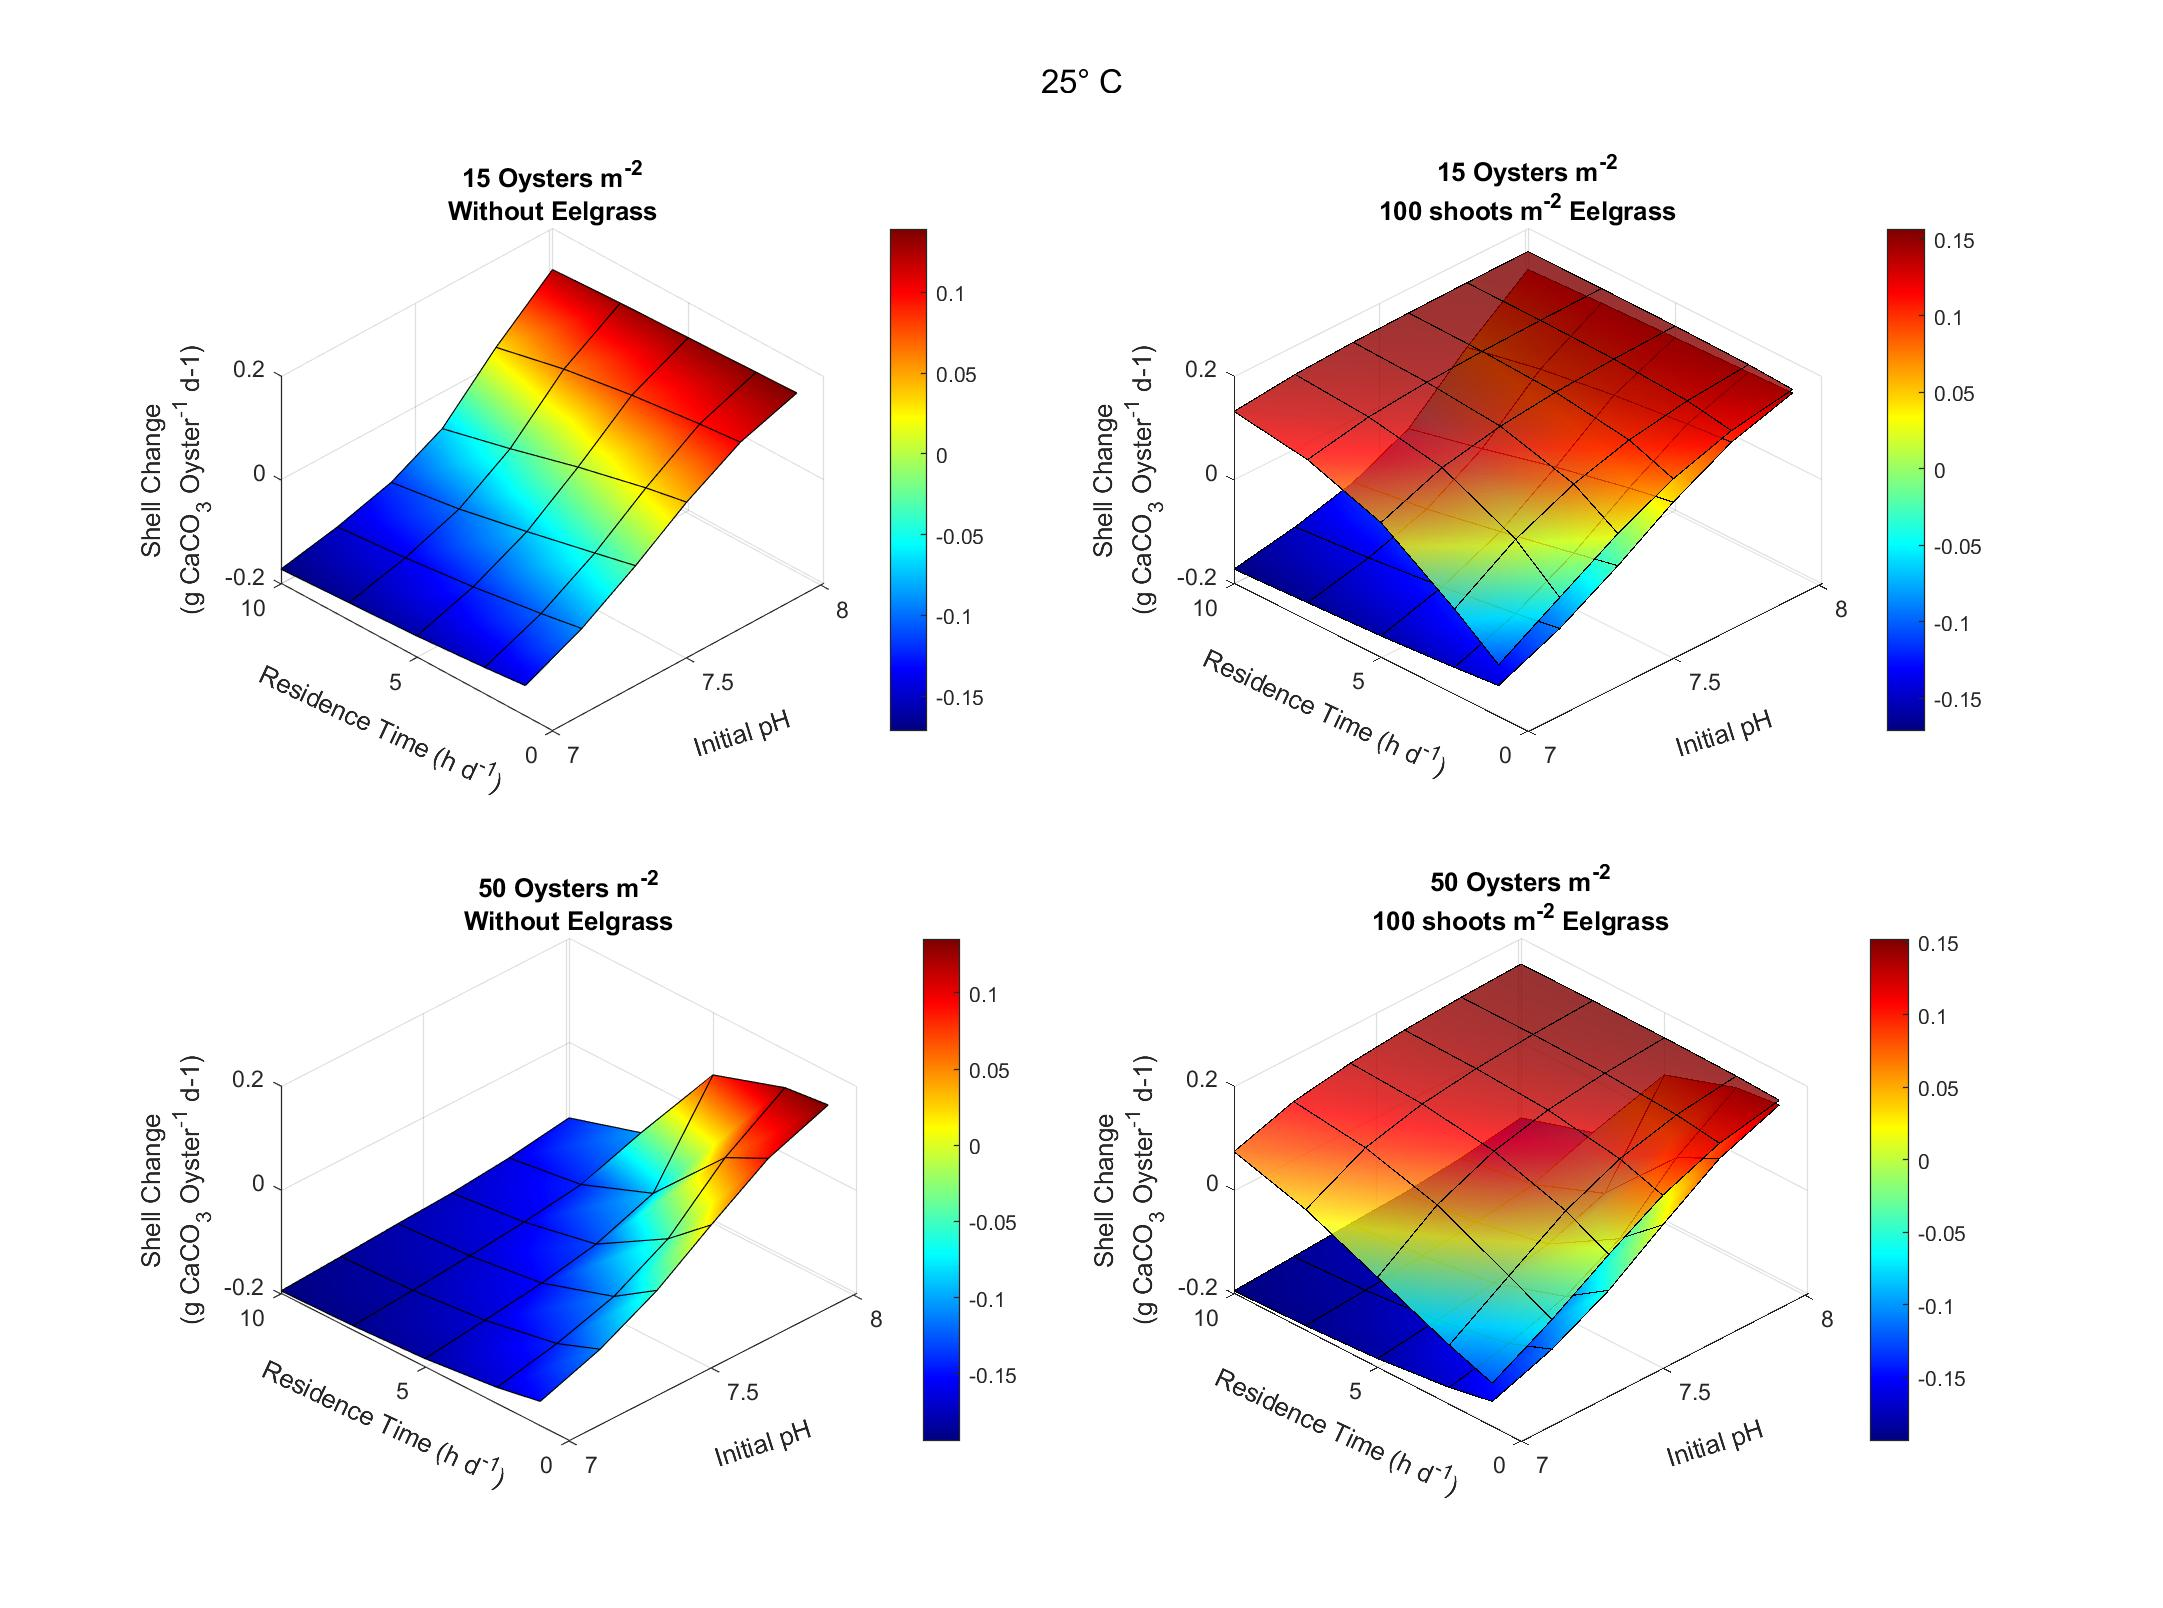 25° C
15 Oysters m-2
Without Eelgrass
0.2
0
-0.2
10
5
0
7
7.5
8
Shell Change
(g CaCO3 Oyster-1 d-1)
Residence Time (h d-1)
Initial pH
0.1
0.05
0
-0.05
-0.1
-0.15
15 Oysters m-2
100 shoots m-2 Eelgrass
0.2
0
-0.2
10
5
0
7
7.5
8
Shell Change
(g CaCO3 Oyster-1 d-1)
Residence Time (h d-1)
Initial pH
0.15
0.1
0.05
0
-0.05
-0.1
-0.15
50 Oysters m-2
Without Eelgrass
0.2
0
-0.2
10
5
0
7
7.5
8
Shell Change
(g CaCO3 Oyster-1 d-1)
Residence Time (h d-1)
Initial pH
0.1
0.05
0
-0.05
-0.1
-0.15
50 Oysters m-2
100 shoots m-2 Eelgrass
0.2
0
-0.2
10
5
0
7
7.5
8
Shell Change
(g CaCO3 Oyster-1 d-1)
Residence Time (h d-1)
Initial pH
0.15
0.1
0.05
0
-0.05
-0.1
-0.15